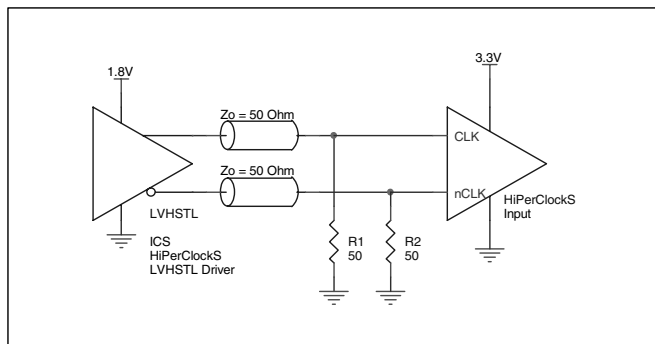 1.8V
3.3V
Zo = 50 Ohm
CLK
Zo = 50 Ohm
nCLK
HiPerClockS
Input
LVHSTL
ICS
HiPerClockS
LVHSTL Driver
R1
50
R2
50